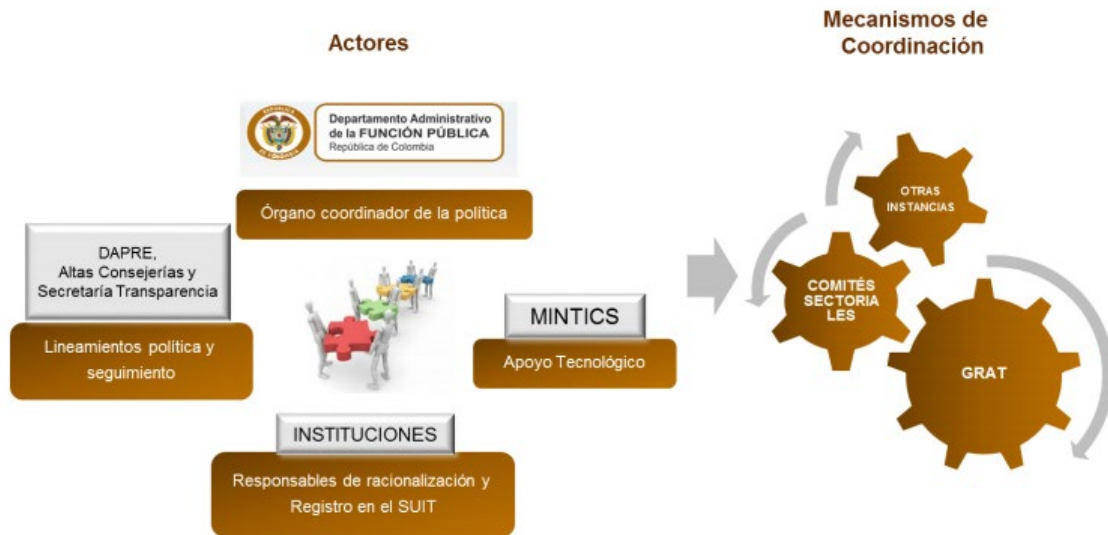 Actores
Mecanismos de
Coordinación
Departamento Administrativo
de la FUNCIÓN PÚBLICA
República de Colombia
Órgano coordinador de la política
DAPRE,
Altas Consejerías y
Secretaría Transparencia
Lineamientos política y
seguimiento
MINTICS
Apoyo Tecnológico
INSTITUCIONES
Responsables de racionalización y
Registro en el SUIT
OTRAS
INSTANCIAS
COMITÉS
SECTORIA
LES
GRAT